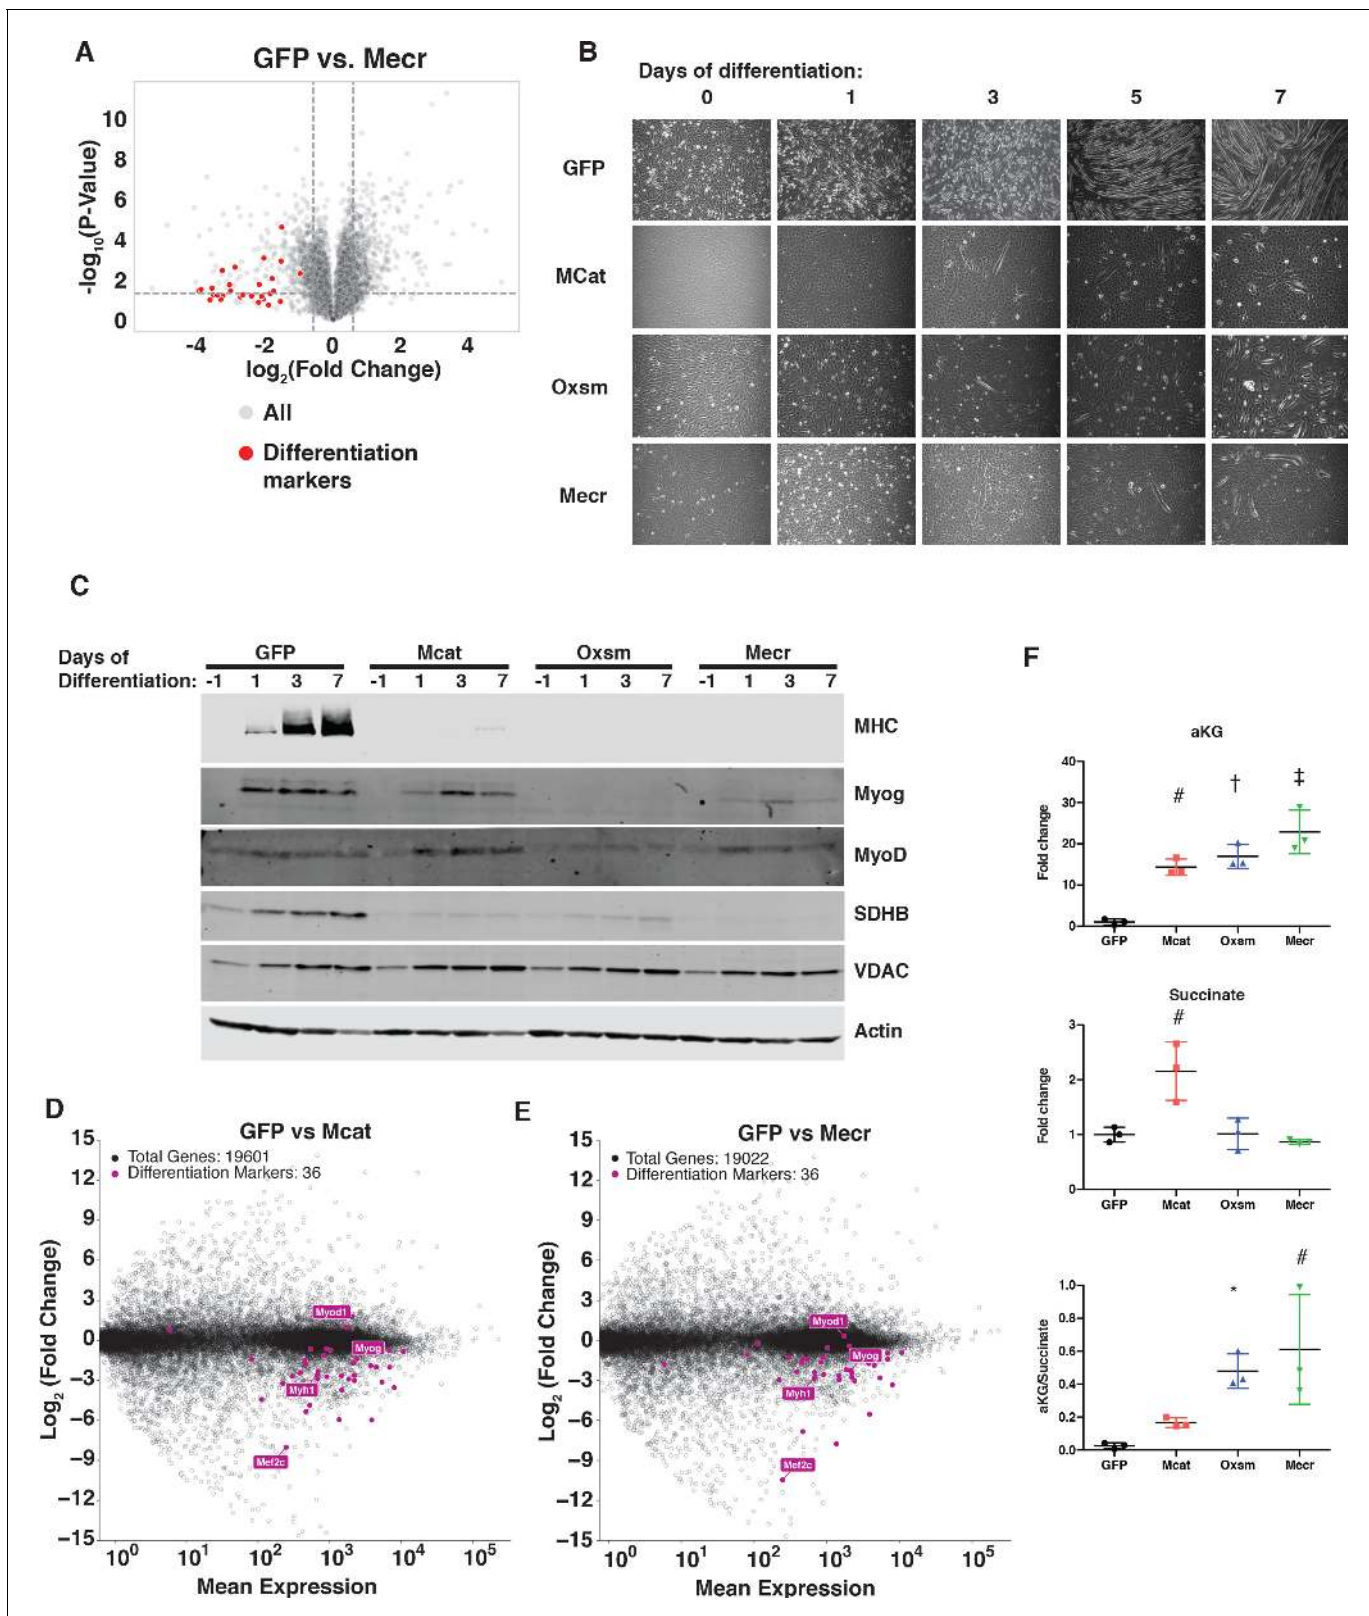 A
GFP vs. Mecr
10
8
6
4
2
0
-log10(P-Value)
-4 -2 0 2 4
log2(Fold Change)
All
Differentiation
markers
B
Days of differentiation:
0 1 3 5 7
GFP
MCat
Oxsm
Mecr
C
Days of
Differentiation:
GFP Mcat Oxsm Mecr
-1 1 3 7 -1 1 3 7 -1 1 3 7 -1 1 3 7
MHC
Myog
MyoD
SDHB
VDAC
Actin
D
GFP vs Mcat
Total Genes: 19601
Differentiation Markers: 36
15
12
9
6
3
0
−3
−6
−9
−12
−15
Log2 (Fold Change)
Myod1
Myog
Myh1
Mef2c
10^0 10^1 10^2 10^3 10^4 10^5
Mean Expression
E
GFP vs Mecr
Total Genes: 19022
Differentiation Markers: 36
15
12
9
6
3
0
−3
−6
−9
−12
−15
Log2 (Fold Change)
Myod1
Myog
Myh1
Mef2c
10^0 10^1 10^2 10^3 10^4 10^5
Mean Expression
F
aKG
40
30
20
10
0
Fold change
# † ‡
GFP Mcat Oxsm Mecr
Succinate
3
2
1
0
Fold change
#
GFP Mcat Oxsm Mecr
1.0
0.8
0.6
0.4
0.2
0.0
aKG/Succinate
* #
GFP Mcat Oxsm Mecr